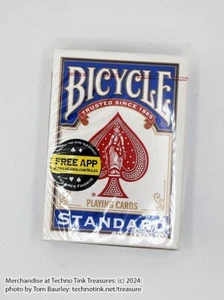 BICYCLE
TRUSTED SINCE 1885
FREE APP
PLAYING CARDS
STANDARD
Merchandise at Techno Tink Treasures: (c) 2024:
photo by Tom Baurley: technotink.net/treasure